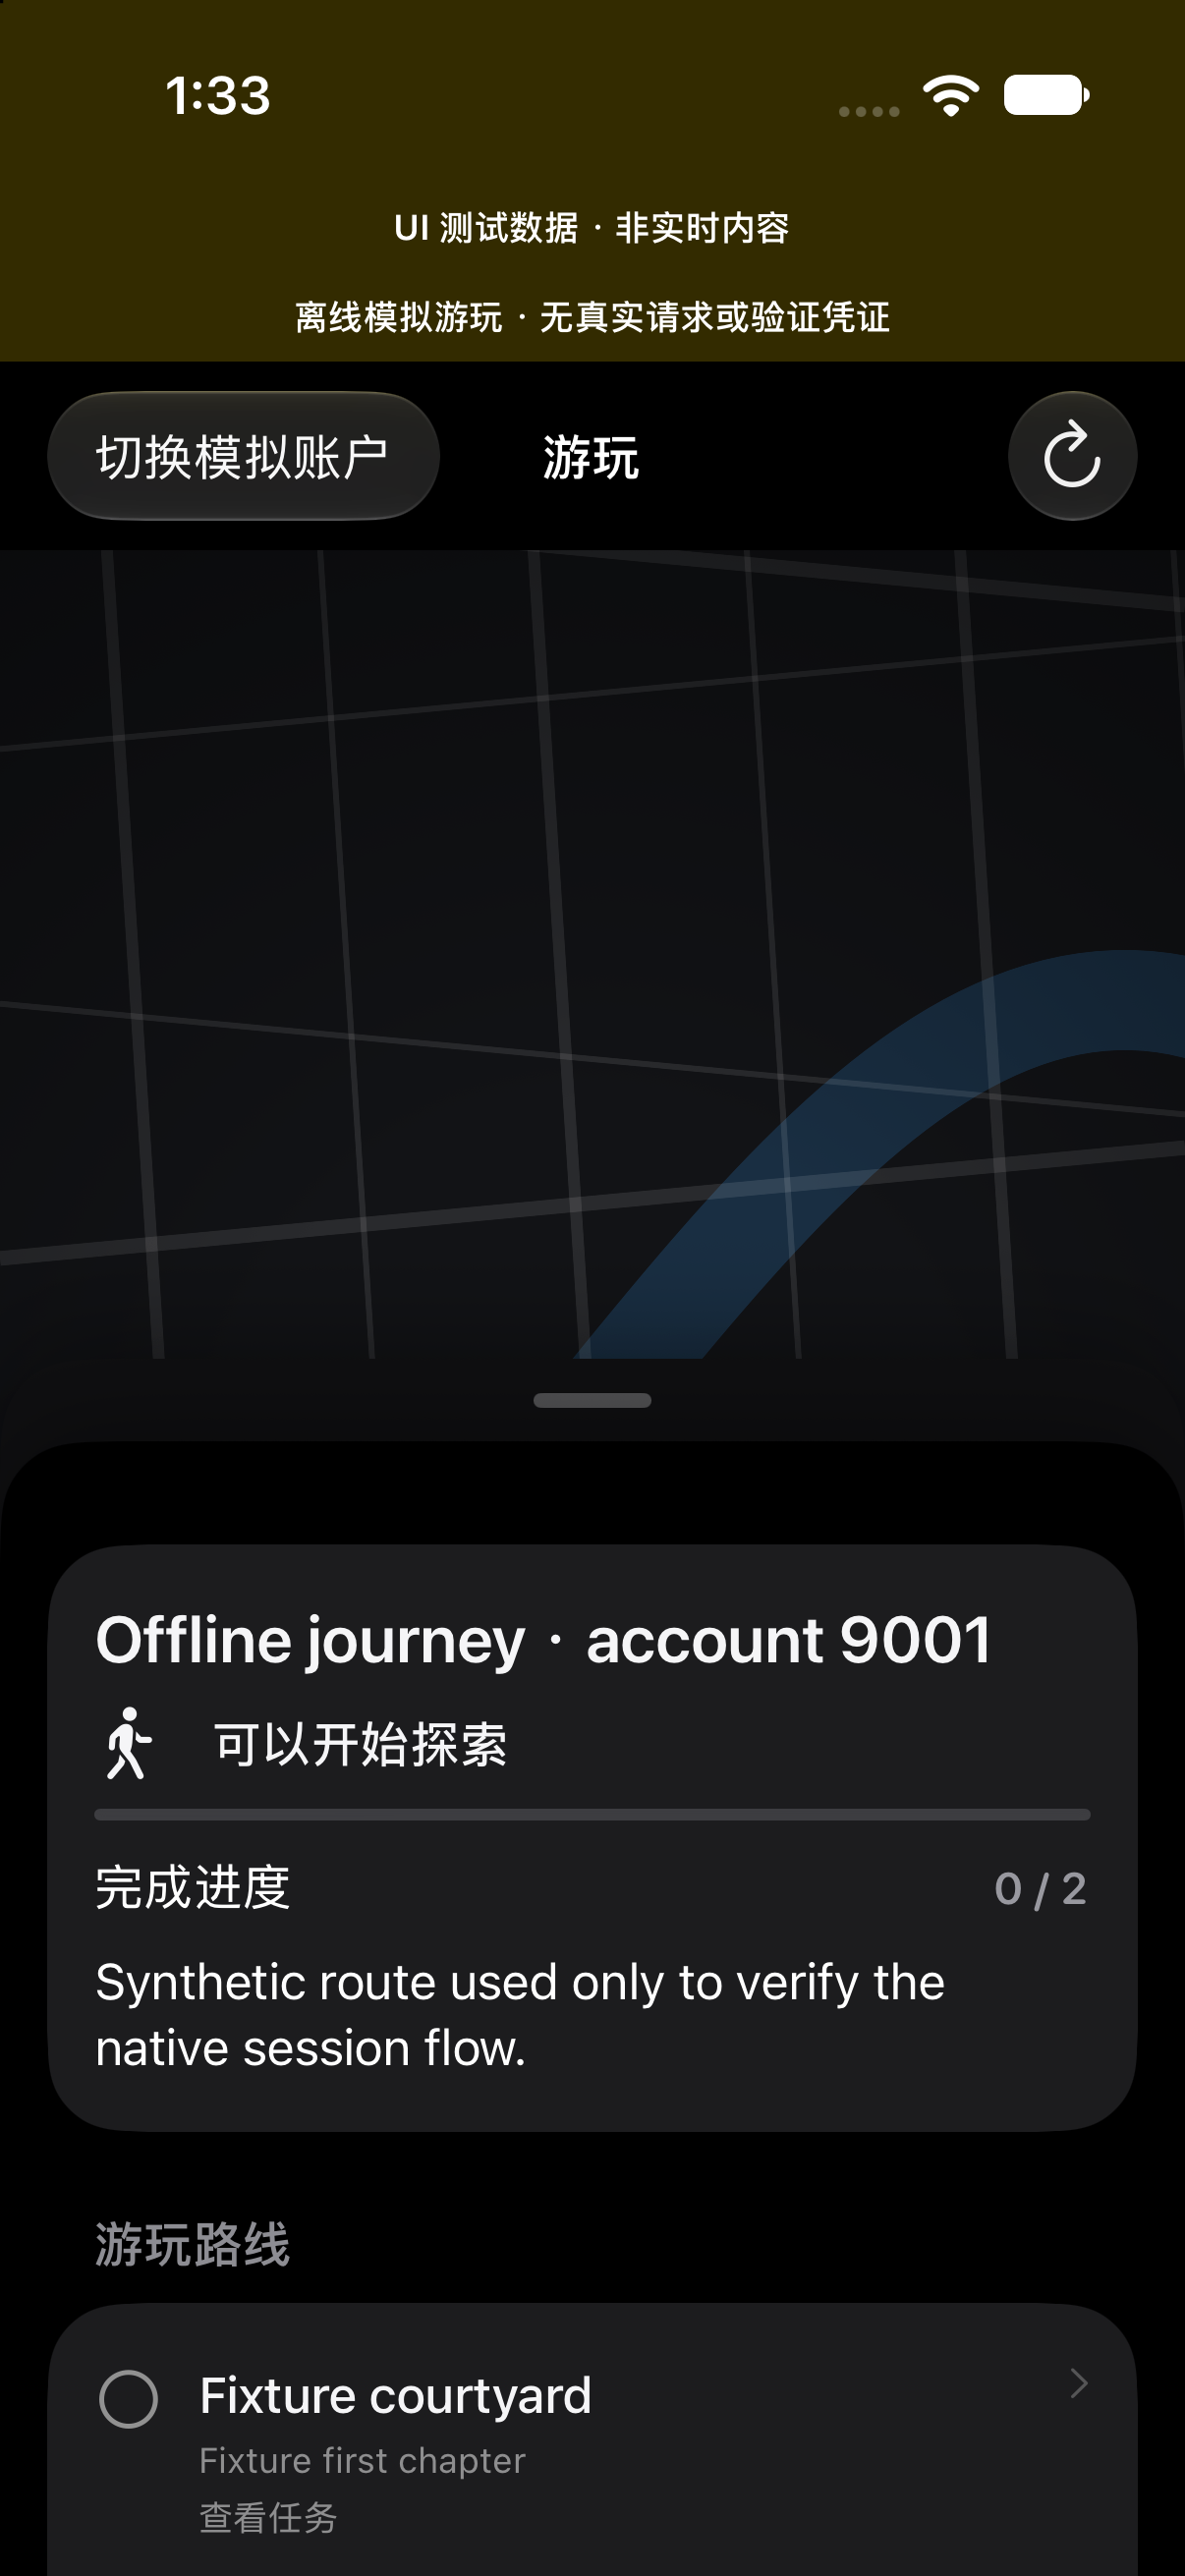 1:33
UI 测试数据 · 非实时内容
离线模拟游玩 · 无真实请求或验证凭证
切换模拟账户
游玩
Offline journey · account 9001
可以开始探索
完成进度
0 / 2
Synthetic route used only to verify the
native session flow.
游玩路线
Fixture courtyard
Fixture first chapter
查看任务